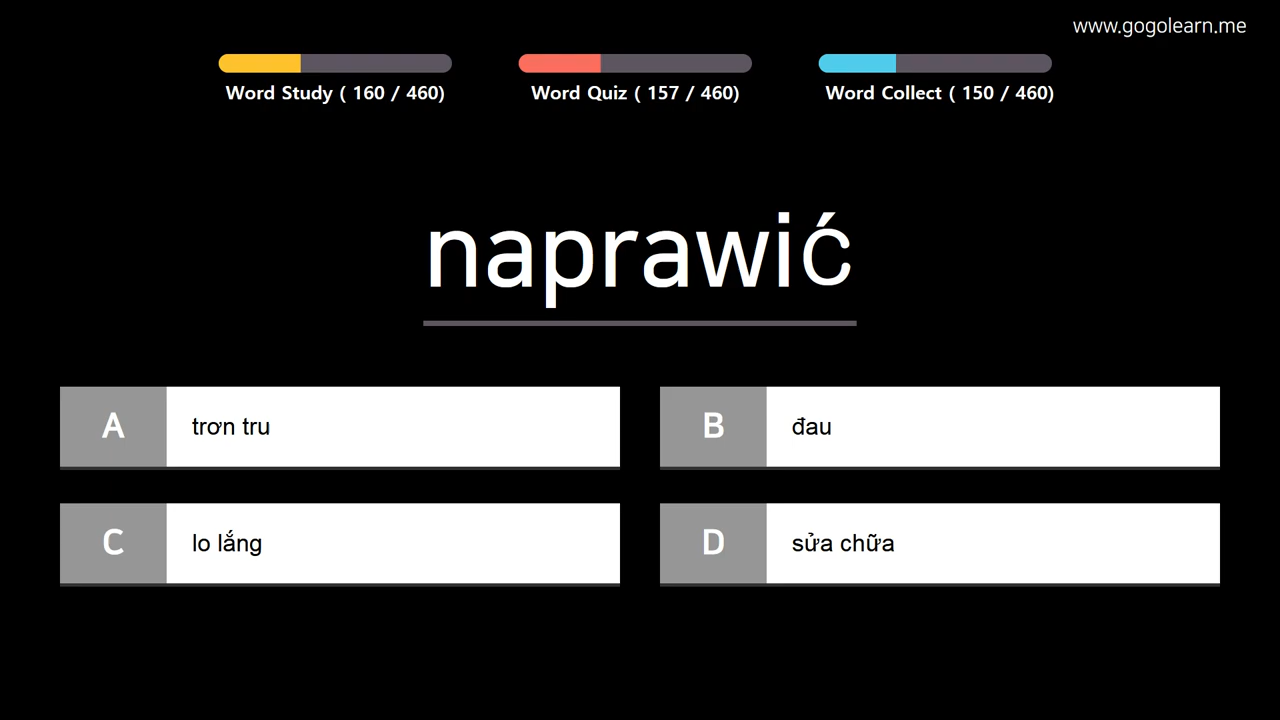 www.gogolearn.me
Word Study ( 160 / 460)
Word Quiz ( 157 / 460)
Word Collect ( 150 / 460)
naprawić
A
trơn tru
B
đau
C
lo lắng
D
sửa chữa